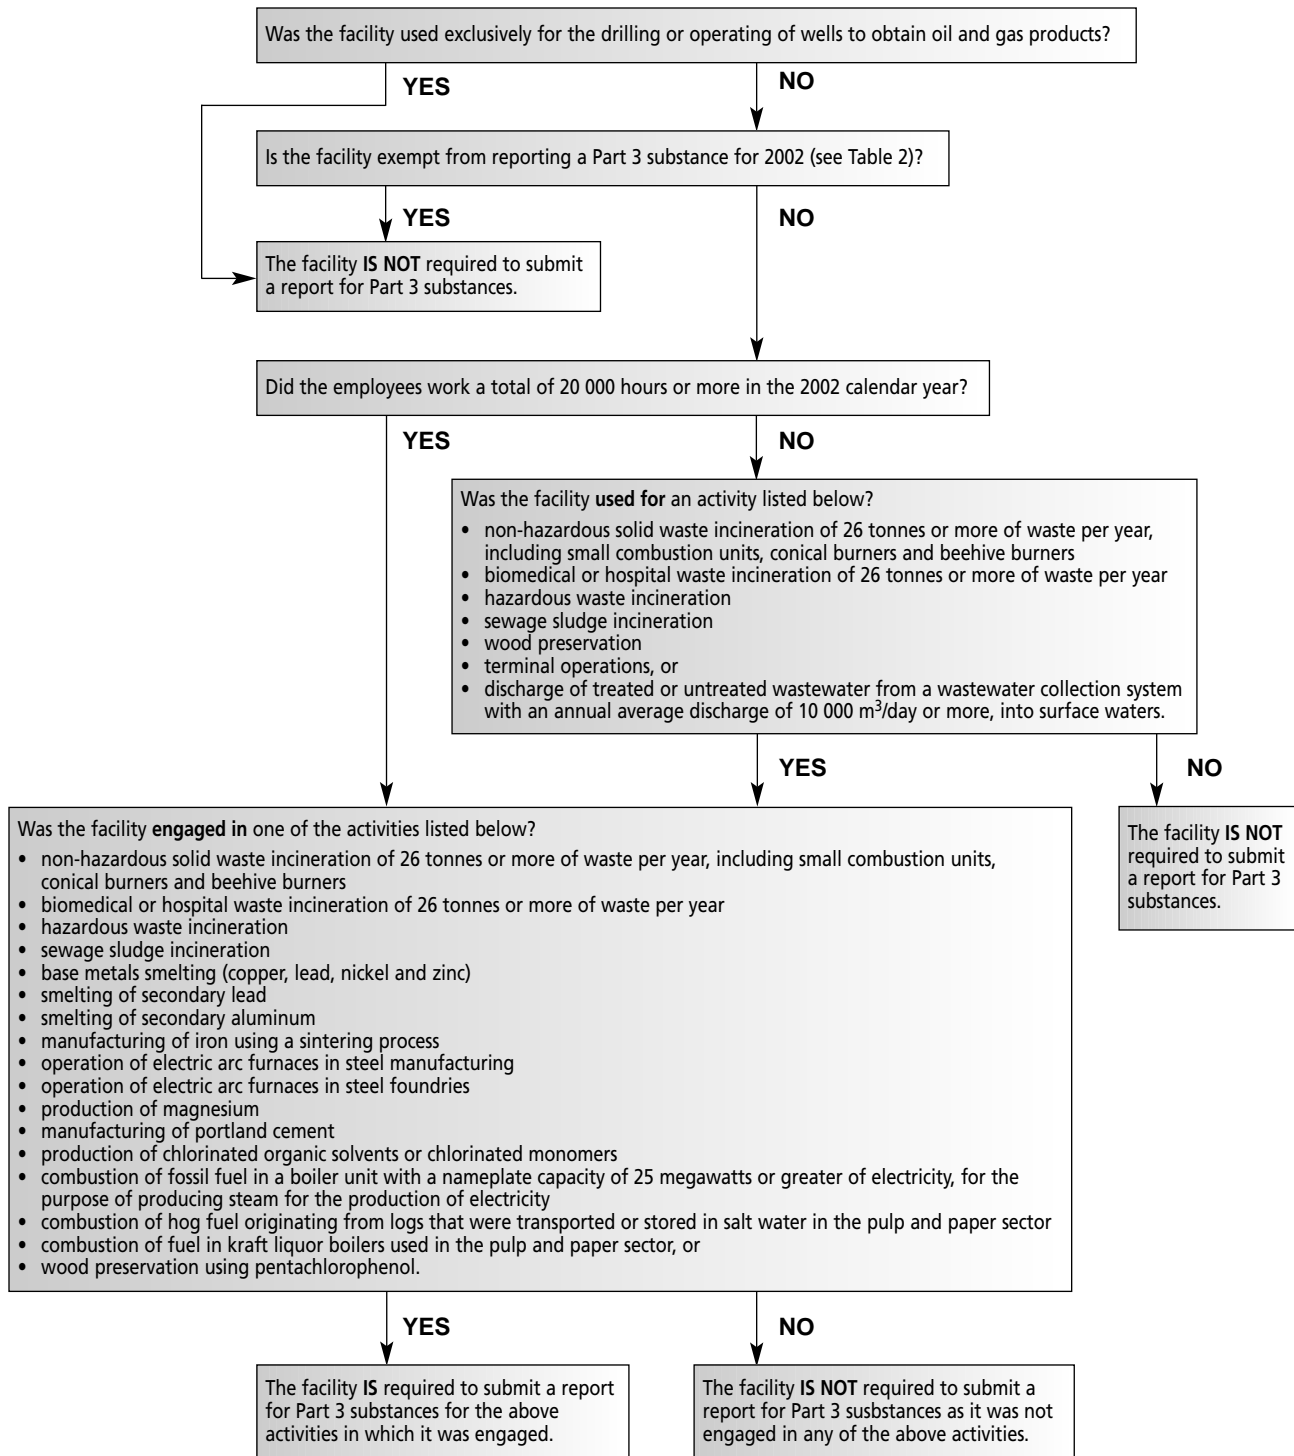 Was the facility used exclusively for the drilling or operating of wells to obtain oil and gas products?
YES
NO
Is the facility exempt from reporting a Part 3 substance for 2002 (see Table 2)?
YES
NO
The facility IS NOT required to submit
a report for Part 3 substances.
Did the employees work a total of 20 000 hours or more in the 2002 calendar year?
YES
NO
Was the facility used for an activity listed below?
• non-hazardous solid waste incineration of 26 tonnes or more of waste per year,
including small combustion units, conical burners and beehive burners
• biomedical or hospital waste incineration of 26 tonnes or more of waste per year
• hazardous waste incineration
• sewage sludge incineration
• wood preservation
• terminal operations, or
• discharge of treated or untreated wastewater from a wastewater collection system
with an annual average discharge of 10 000 m³/day or more, into surface waters.
YES
NO
The facility IS NOT
required to submit
a report for Part 3
substances.
Was the facility engaged in one of the activities listed below?
• non-hazardous solid waste incineration of 26 tonnes or more of waste per year, including small combustion units,
conical burners and beehive burners
• biomedical or hospital waste incineration of 26 tonnes or more of waste per year
• hazardous waste incineration
• sewage sludge incineration
• base metals smelting (copper, lead, nickel and zinc)
• smelting of secondary lead
• smelting of secondary aluminum
• manufacturing of iron using a sintering process
• operation of electric arc furnaces in steel manufacturing
• operation of electric arc furnaces in steel foundries
• production of magnesium
• manufacturing of portland cement
• production of chlorinated organic solvents or chlorinated monomers
• combustion of fossil fuel in a boiler unit with a nameplate capacity of 25 megawatts or greater of electricity, for the
purpose of producing steam for the production of electricity
• combustion of hog fuel originating from logs that were transported or stored in salt water in the pulp and paper sector
• combustion of fuel in kraft liquor boilers used in the pulp and paper sector, or
• wood preservation using pentachlorophenol.
YES
NO
The facility IS required to submit a report
for Part 3 substances for the above
activities in which it was engaged.
The facility IS NOT required to submit a
report for Part 3 susbstances as it was not
engaged in any of the above activities.